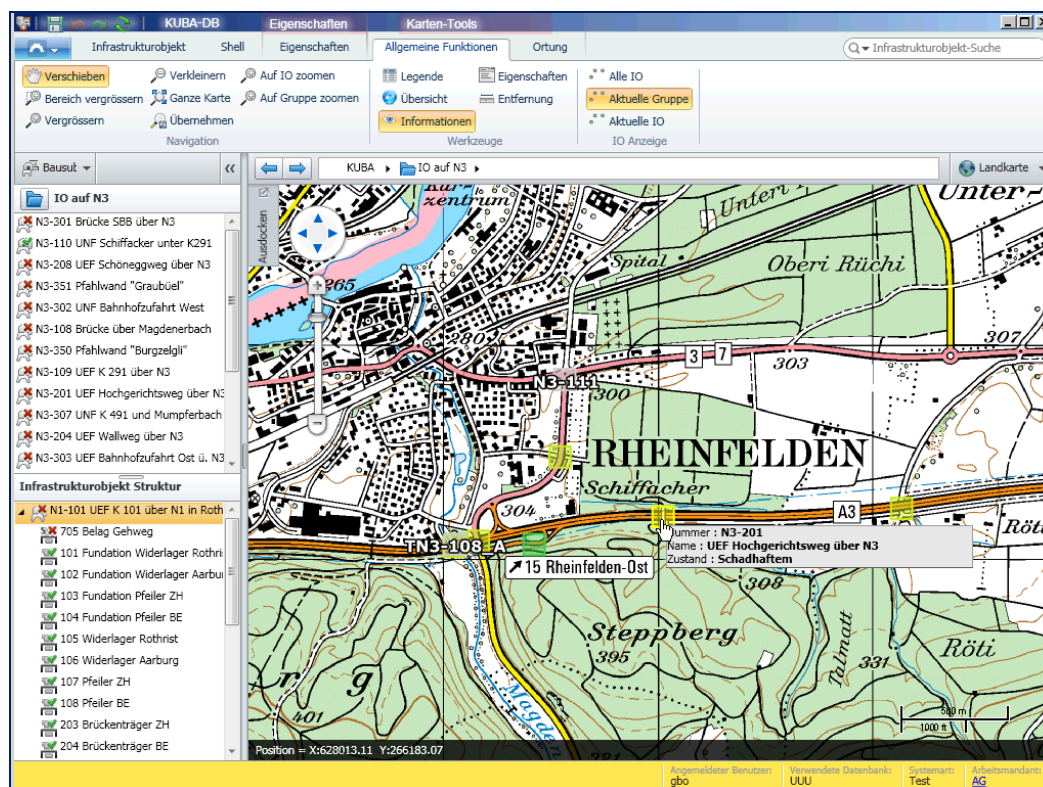 KUBA-DB
Eigenschaften
Karten-Tools
Infrastrukturobjekt
Shell
Eigenschaften
Allgemeine Funktionen
Ortung
Infrastrukturobjekt-Suche
Verschieben
Verkleinern
Auf IO zoomen
Legende
Eigenschaften
Alle IO
Bereich vergrössern
Ganze Karte
Auf Gruppe zoomen
Übersicht
Entfernung
Aktuelle Gruppe
Vergrössern
Übernehmen
Informationen
Aktuelle IO
Navigation
Werkzeuge
IO Anzeige
Bausut
KUBA
IO auf N3
Landkarte
IO auf N3
N3-301 Brücke SBB über N3
N3-110 UNF Schiffacker unter K291
N3-208 UEF Schöneggweg über N3
N3-351 Pfahlwand "Graubüel"
N3-302 UNF Bahnhofzufahrt West
N3-108 Brücke über Magdenerbach
N3-350 Pfahlwand "Burgzelgli"
N3-109 UEF K 291 über N3
N3-201 UEF Hochgerichtsweg über N3
N3-307 UNF K 491 und Mumpferbach
N3-204 UEF Wallweg über N3
N3-303 UEF Bahnhofzufahrt Ost ü. N3
Infrastrukturobjekt Struktur
N1-101 UEF K 101 über N1 in Roth
705 Belag Gehweg
101 Fundation Widerlager Rothris
102 Fundation Widerlager Aarbu
103 Fundation Pfeiler ZH
104 Fundation Pfeiler BE
105 Widerlager Rothrist
106 Widerlager Aarburg
107 Pfeiler ZH
108 Pfeiler BE
203 Brückenträger ZH
204 Brückenträger BE
Ausdocken
Kur-
zentrum
Unteri
Unter-
Spital
Oberi Rüchi
265
280
3
7
303
307
N3-111
300
RHEINFELDEN
Schiffacher
304
A3
Röti
TN3-108_A
Nummer : N3-201
Name : UEF Hochgerichtsweg über N3
Zustand : Schadhaftem
15 Rheinfelden-Ost
308
Steppberg
395
Talmatt
331
Röti
n
g
401
Magden
500 m
1000 ft
Position = X:628013.11 Y:266183.07
Angemeldeter Benutzer:
gbo
Verwendete Datenbank:
UUU
Systemart:
Test
Arbeitsmandant:
AG